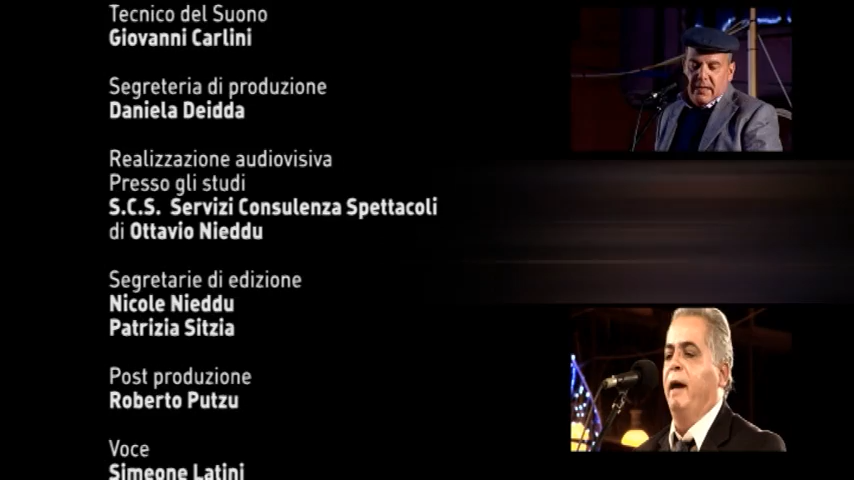 Tecnico del Suono
Giovanni Carlini
Segreteria di produzione
Daniela Deidda
Realizzazione audiovisiva
Presso gli studi
S.C.S. Servizi Consulenza Spettacoli
di Ottavio Nieddu
Segretarie di edizione
Nicole Nieddu
Patrizia Sitzia
Post produzione
Roberto Putzu
Voce
Simeone Latini